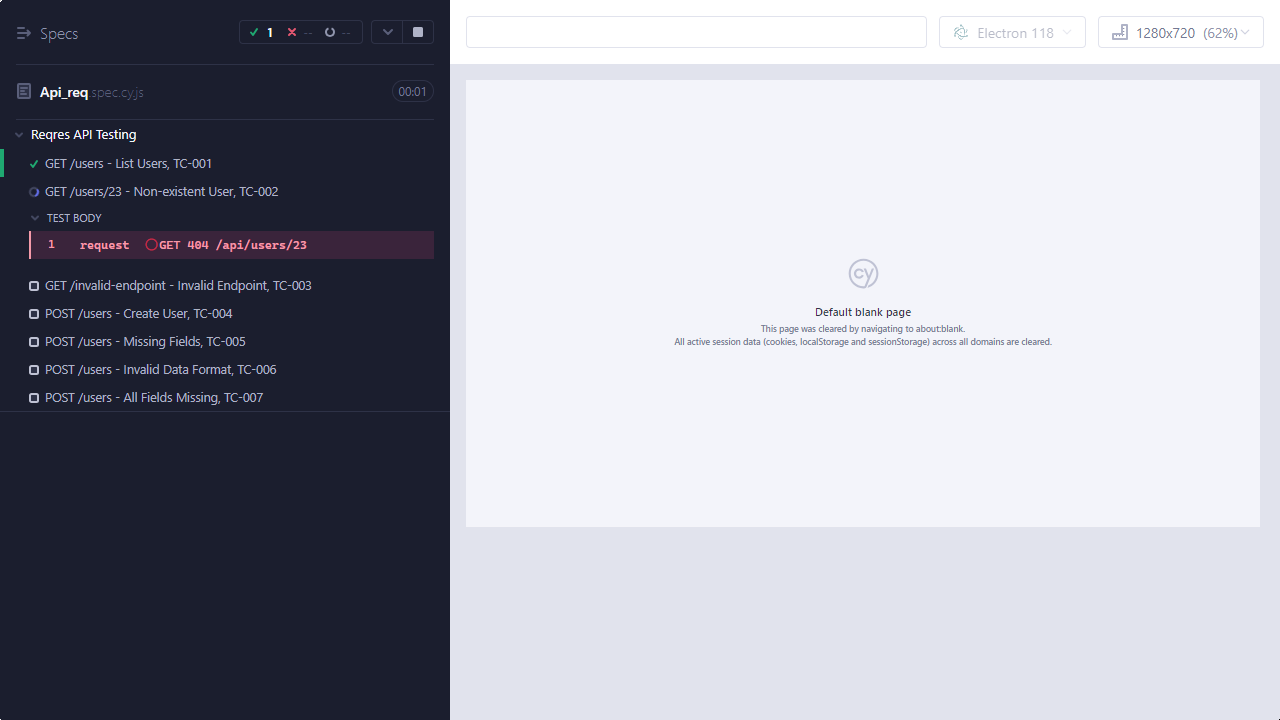 Specs
1 -- --
Electron 118
1280x720 (62%)
Api_req.spec.cy.js
00:01
Reqres API Testing
GET /users - List Users, TC-001
GET /users/23 - Non-existent User, TC-002
TEST BODY
1 request GET 404 /api/users/23
GET /invalid-endpoint - Invalid Endpoint, TC-003
POST /users - Create User, TC-004
POST /users - Missing Fields, TC-005
POST /users - Invalid Data Format, TC-006
POST /users - All Fields Missing, TC-007
cy
Default blank page
This page was cleared by navigating to about:blank.
All active session data (cookies, localStorage and sessionStorage) across all domains are cleared.